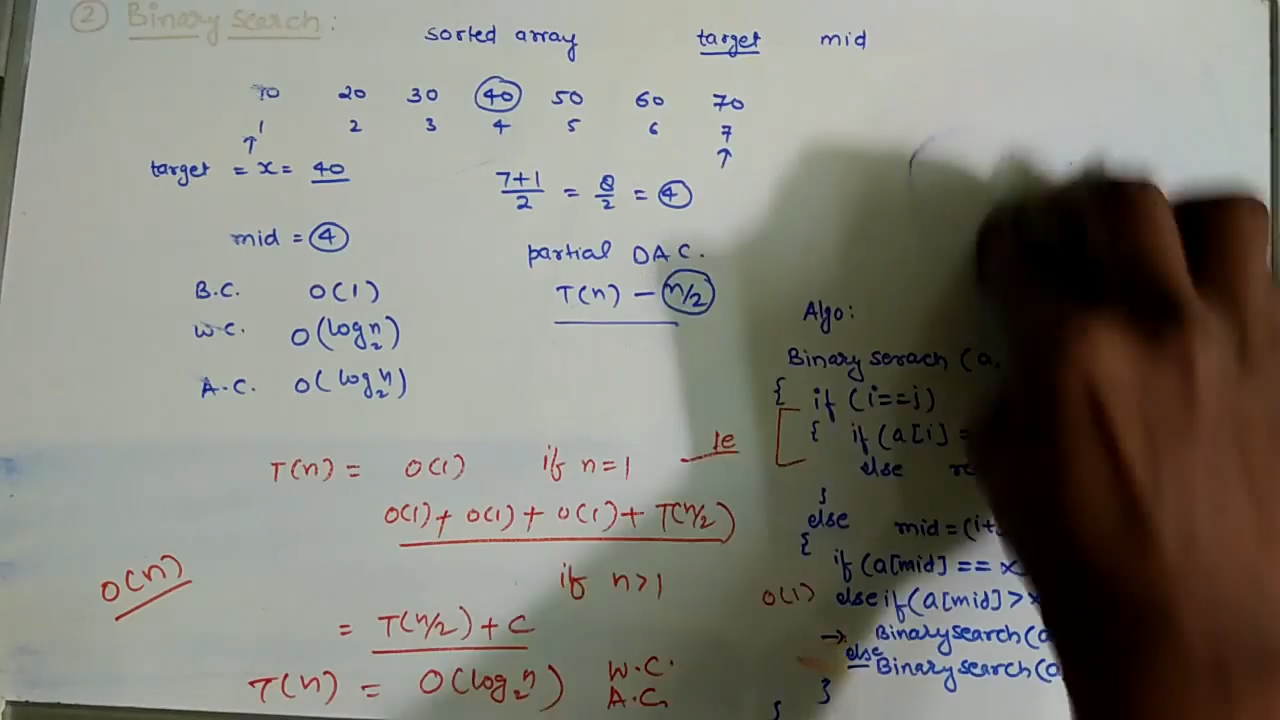 ② Binary search:
sorted array target mid
10 20 30 40 50 60 70
1 2 3 4 5 6 7
↑ ↑
target = x = 40
7+1/2 = 8/2 = 4
mid = 4
partial DAC.
T(n) – n/2
B.C. O(1)
W.C. O(log₂n)
A.C. O(log₂n)
T(n) = O(1) if n=1
1e
O(1) + O(1) + O(1) + T(n/2)
if n>1
O(n)
= T(n/2) + C
T(n) = O(log₂n) W.C.
A.C.
Algo:
Binary serach (a,
{ if (i==j)
{ if (a[i] =
else re
}
else mid = (i+
{
if (a[mid] == x
O(1) else if (a[mid] > x
→ Binarysearch(a
else Binarysearch(a
}
}